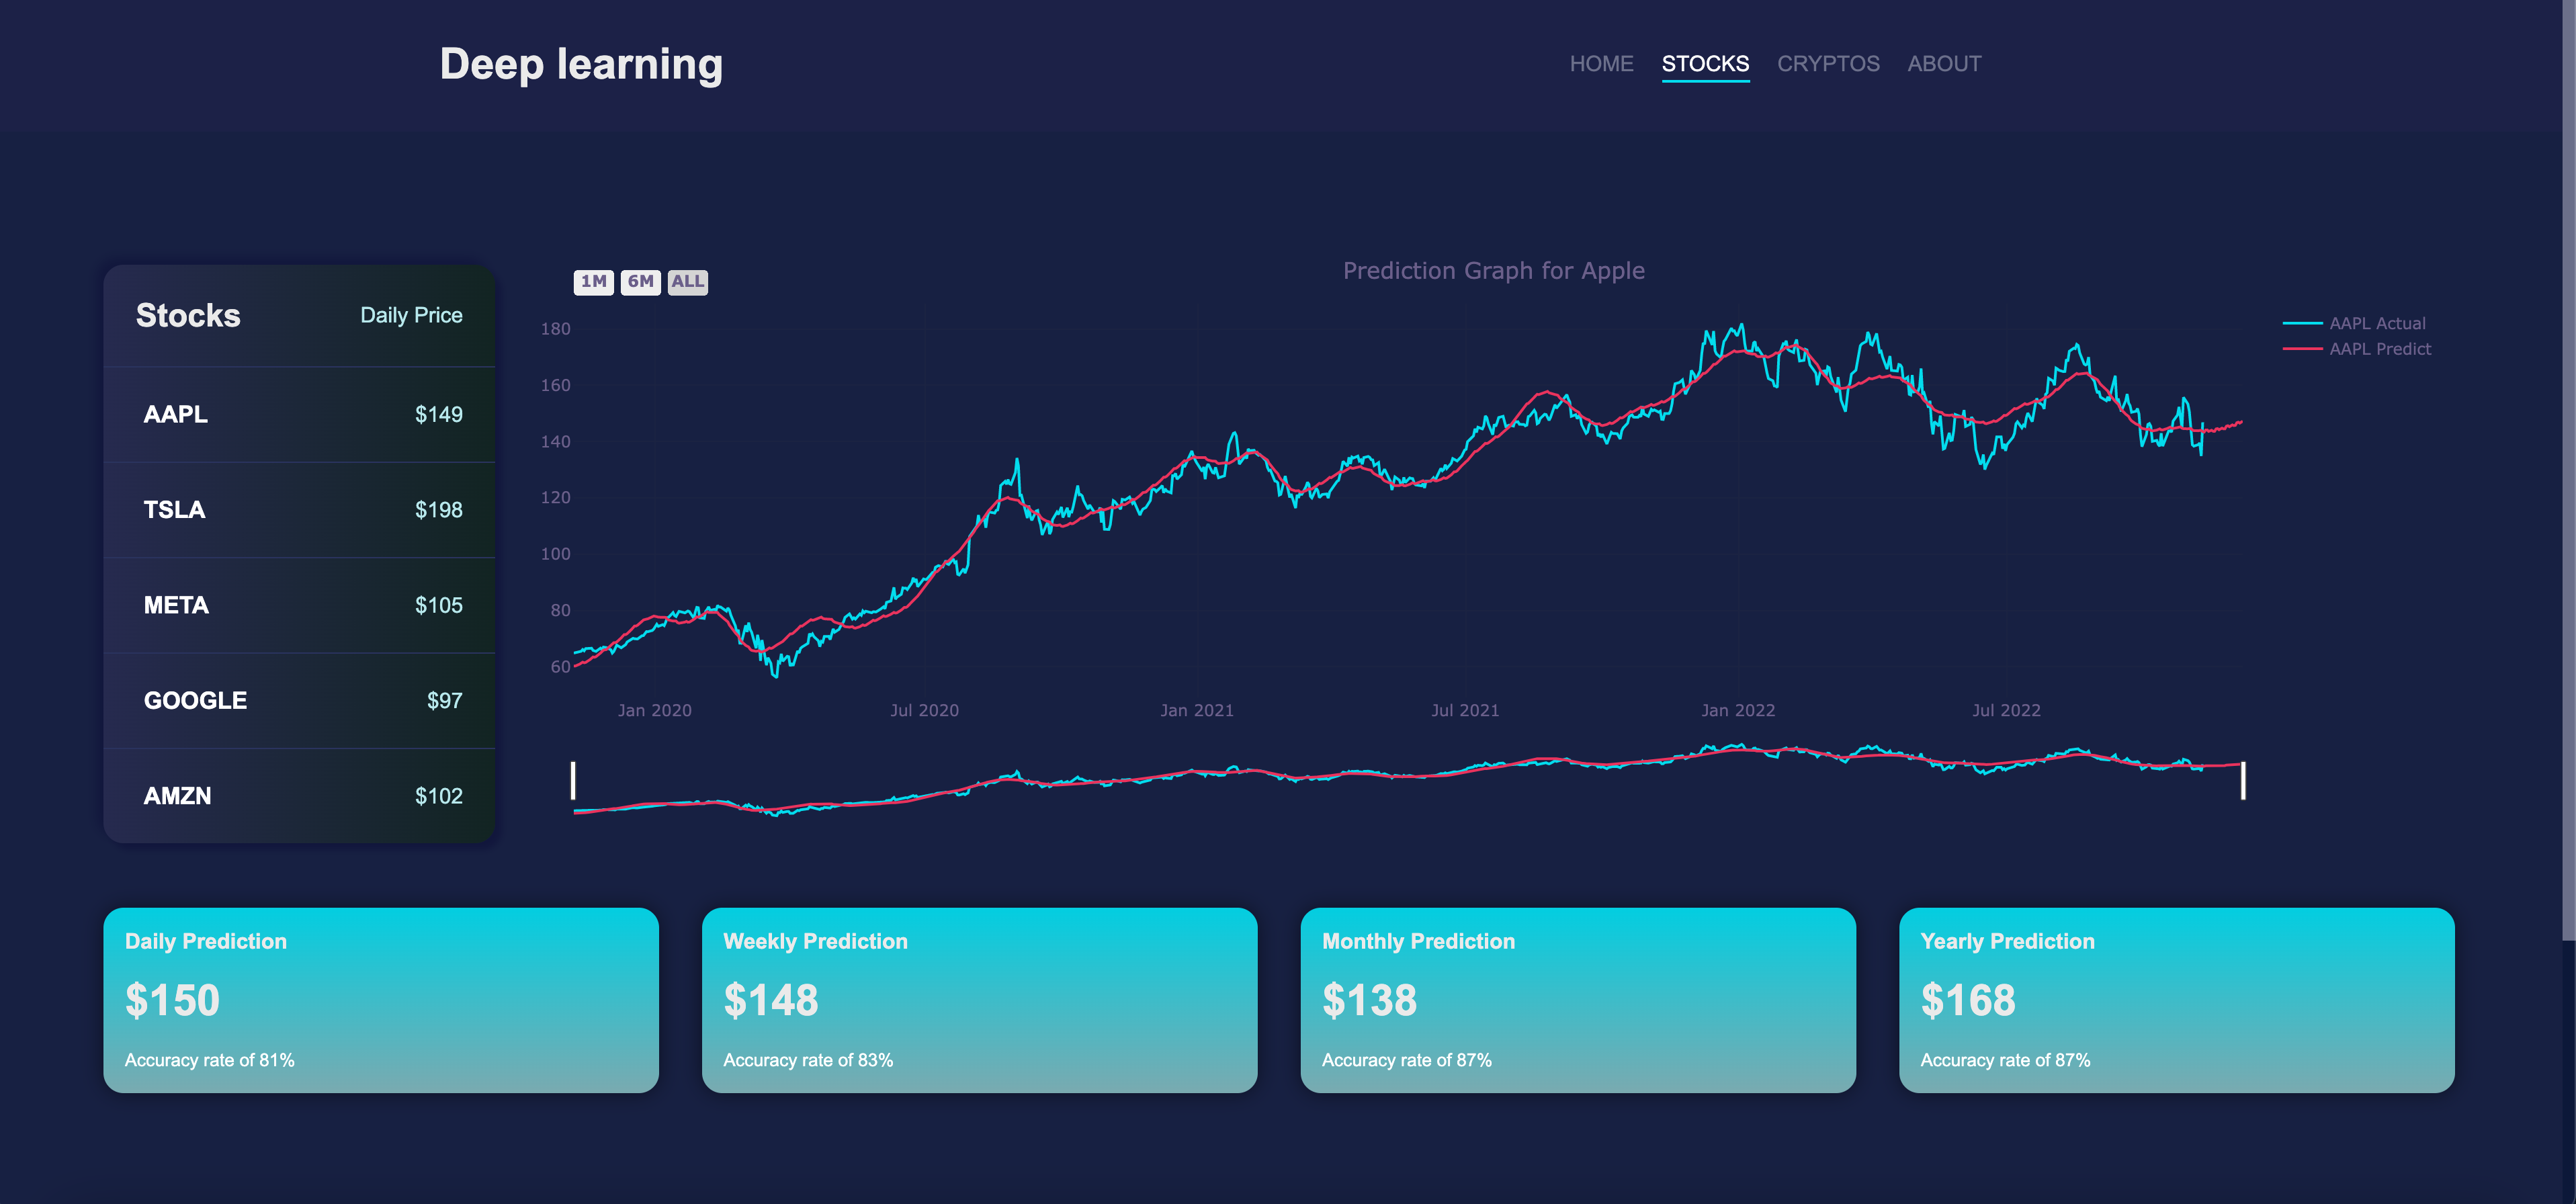 Deep learning
HOME STOCKS CRYPTOS ABOUT
Stocks Daily Price
AAPL $149
TSLA $198
META $105
GOOGLE $97
AMZN $102
1M 6M ALL
Prediction Graph for Apple
AAPL Actual
AAPL Predict
180
160
140
120
100
80
60
Jan 2020 Jul 2020 Jan 2021 Jul 2021 Jan 2022 Jul 2022
Daily Prediction
$150
Accuracy rate of 81%
Weekly Prediction
$148
Accuracy rate of 83%
Monthly Prediction
$138
Accuracy rate of 87%
Yearly Prediction
$168
Accuracy rate of 87%